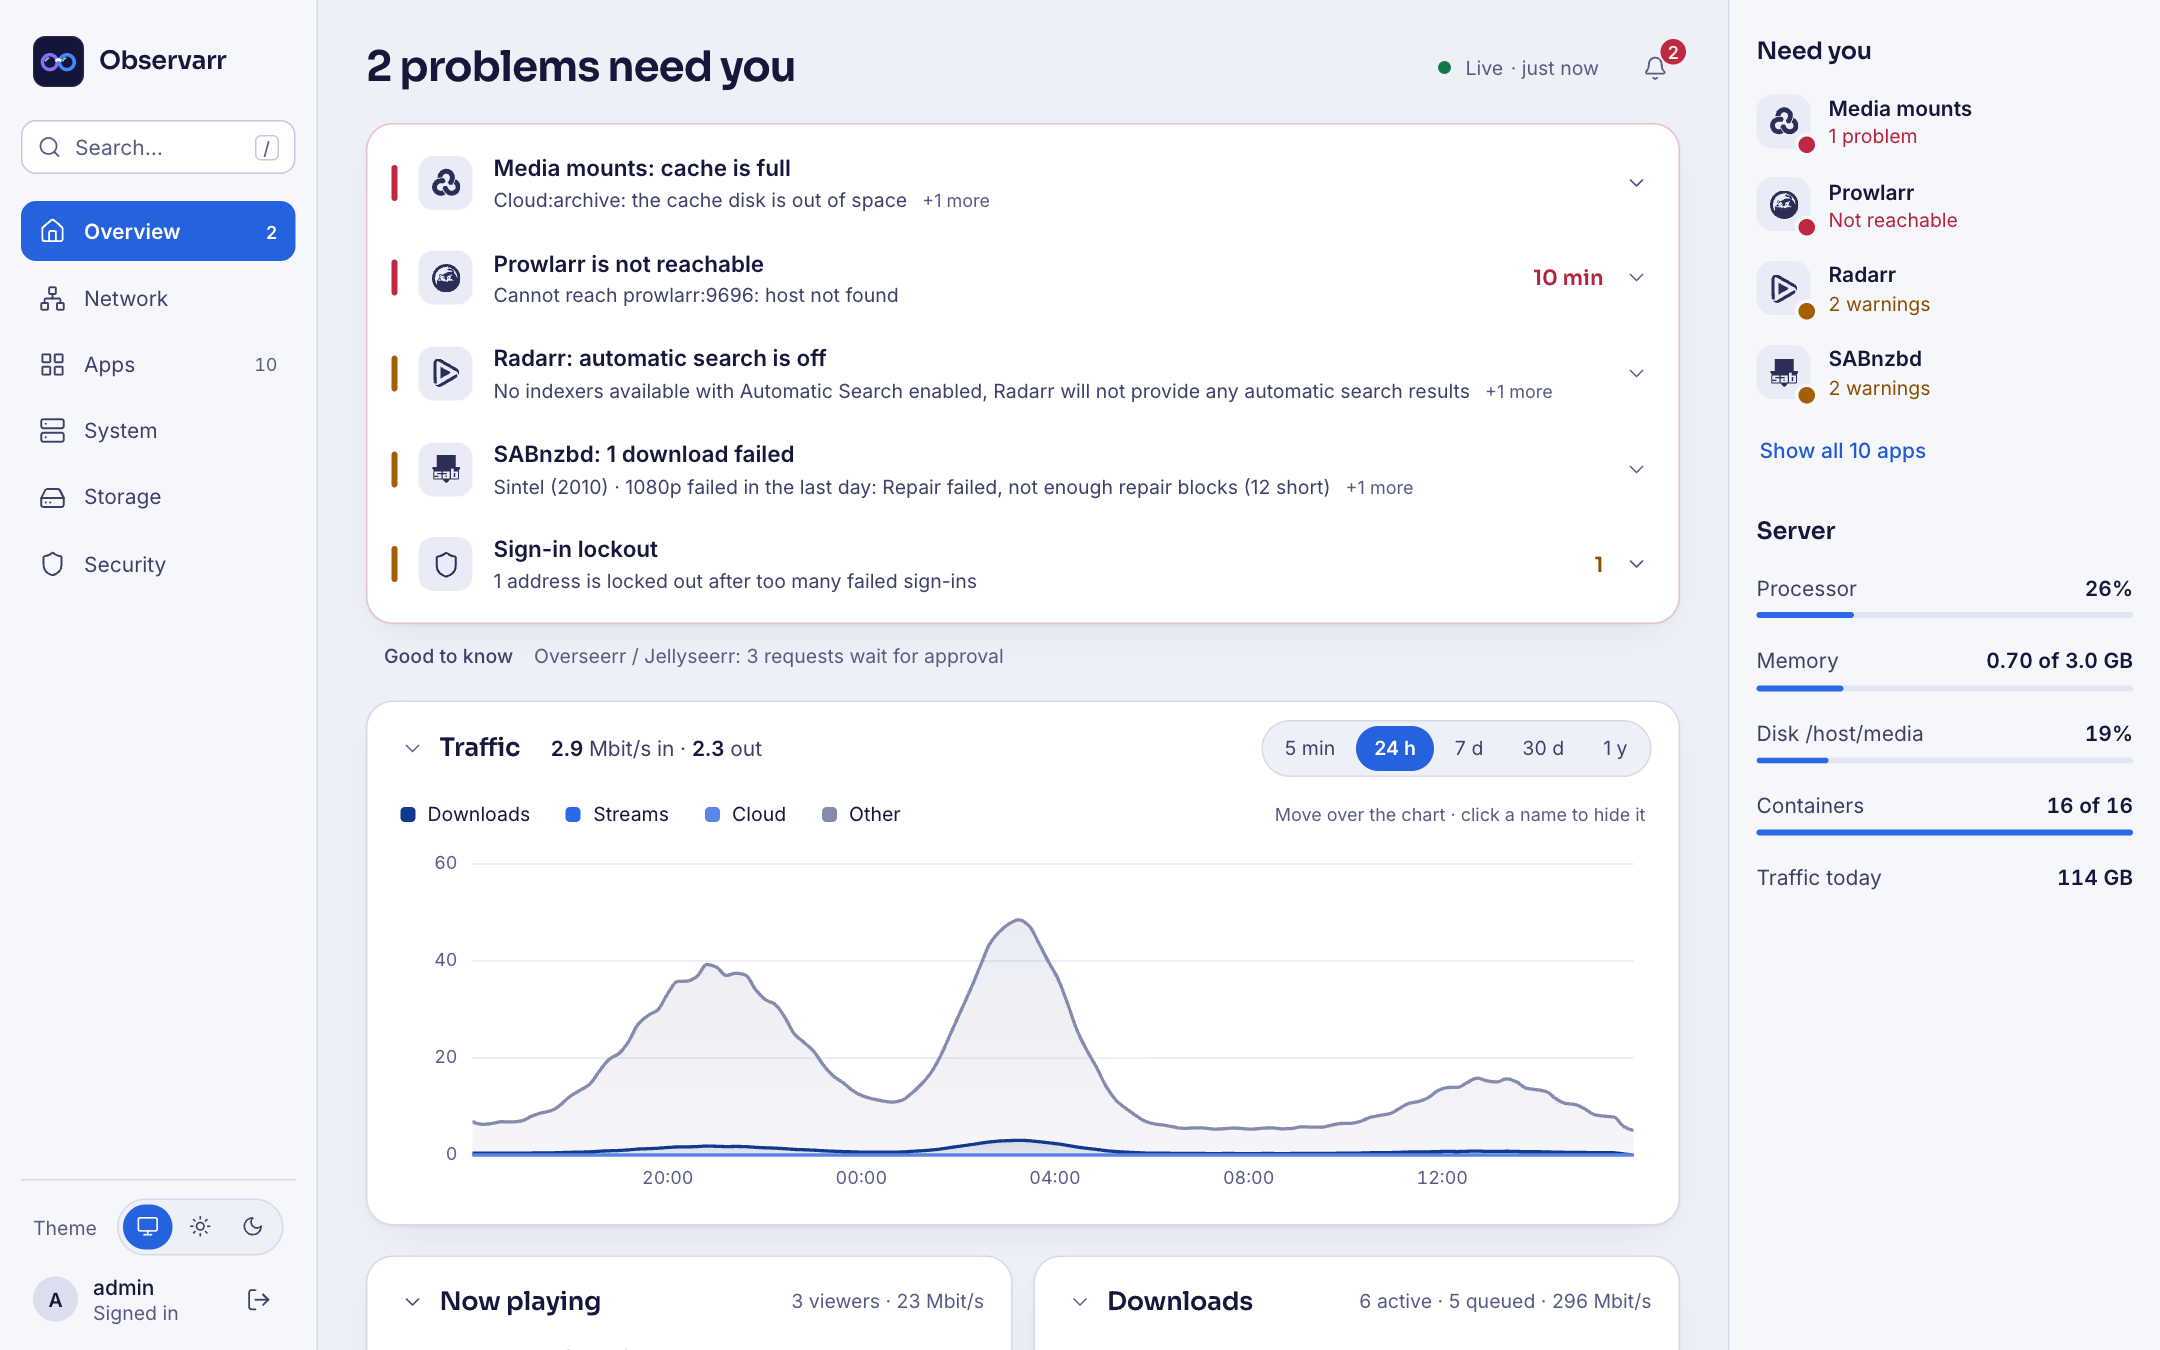 Observarr
Search...
/
Overview 2
Network
Apps 10
System
Storage
Security
Theme
A
admin
Signed in
2 problems need you
Live · just now
2
Media mounts: cache is full
Cloud:archive: the cache disk is out of space +1 more
Prowlarr is not reachable
Cannot reach prowlarr:9696: host not found
10 min
Radarr: automatic search is off
No indexers available with Automatic Search enabled, Radarr will not provide any automatic search results +1 more
sab
SABnzbd: 1 download failed
Sintel (2010) · 1080p failed in the last day: Repair failed, not enough repair blocks (12 short) +1 more
Sign-in lockout
1 address is locked out after too many failed sign-ins
1
Good to know Overseerr / Jellyseerr: 3 requests wait for approval
Traffic 2.9 Mbit/s in · 2.3 out
5 min 24 h 7 d 30 d 1 y
Downloads Streams Cloud Other
Move over the chart · click a name to hide it
60
40
20
0
20:00 00:00 04:00 08:00 12:00
Now playing 3 viewers · 23 Mbit/s
Downloads 6 active · 5 queued · 296 Mbit/s
Need you
Media mounts
1 problem
Prowlarr
Not reachable
Radarr
2 warnings
sab
SABnzbd
2 warnings
Show all 10 apps
Server
Processor 26%
Memory 0.70 of 3.0 GB
Disk /host/media 19%
Containers 16 of 16
Traffic today 114 GB